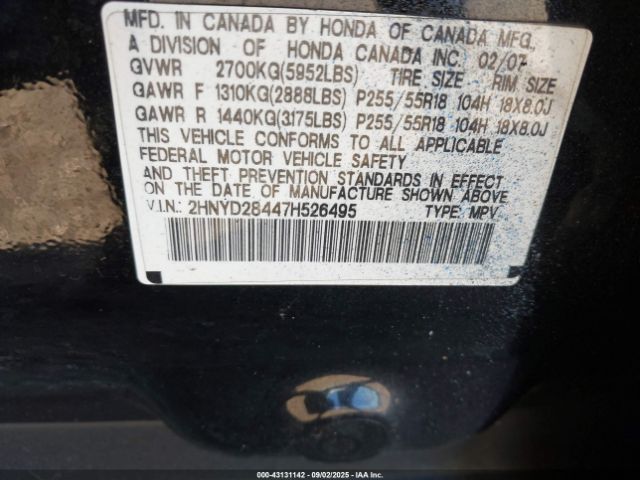 MFD. IN CANADA BY HONDA OF CANADA MFG.,
A DIVISION OF HONDA CANADA INC. 02/07
GVWR 2700KG(5952LBS) TIRE SIZE RIM SIZE
GAWR F 1310KG(2888LBS) P255/55R18 104H 18X8.0J
GAWR R 1440KG(3175LBS) P255/55R18 104H 18X8.0J
THIS VEHICLE CONFORMS TO ALL APPLICABLE
FEDERAL MOTOR VEHICLE SAFETY
AND THEFT PREVENTION STANDARDS IN EFFECT
ON THE DATE OF MANUFACTURE SHOWN ABOVE.
V.I.N.: 2HNYD28447H526495 TYPE: MPV
000-43131142 | 09/02/2025 | IAA Inc.